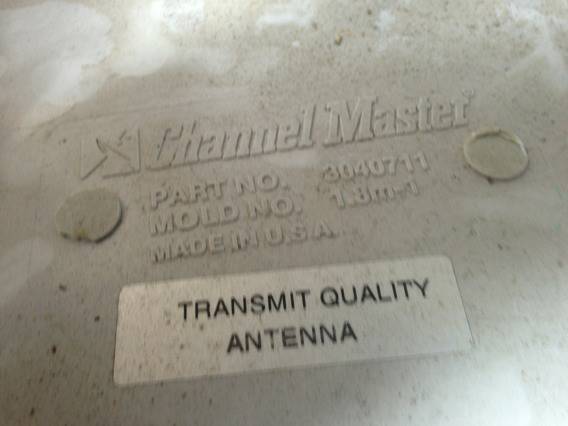 Channel Master
PART NO. 3040711
MOLD NO. 1.8m-1
MADE IN U.S.A.
TRANSMIT QUALITY
ANTENNA